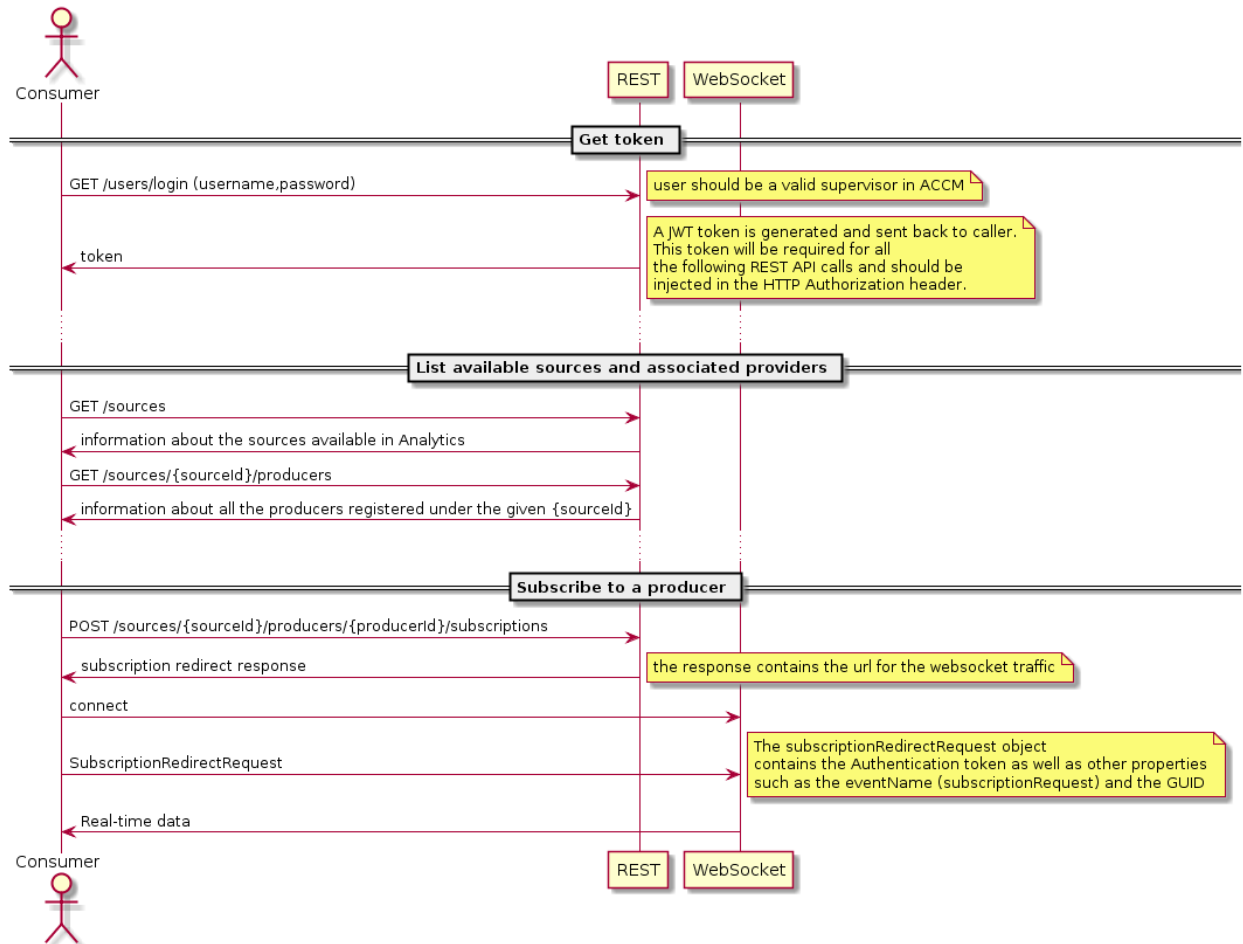 Consumer
REST
WebSocket
Get token
GET /users/login (username,password)
user should be a valid supervisor in ACCM
token
A JWT token is generated and sent back to caller.
This token will be required for all
the following REST API calls and should be
injected in the HTTP Authorization header.
List available sources and associated providers
GET /sources
information about the sources available in Analytics
GET /sources/{sourceId}/producers
information about all the producers registered under the given {sourceId}
Subscribe to a producer
POST /sources/{sourceId}/producers/{producerId}/subscriptions
subscription redirect response
the response contains the url for the websocket traffic
connect
SubscriptionRedirectRequest
The subscriptionRedirectRequest object
contains the Authentication token as well as other properties
such as the eventName (subscriptionRequest) and the GUID
Real-time data
Consumer
REST
WebSocket